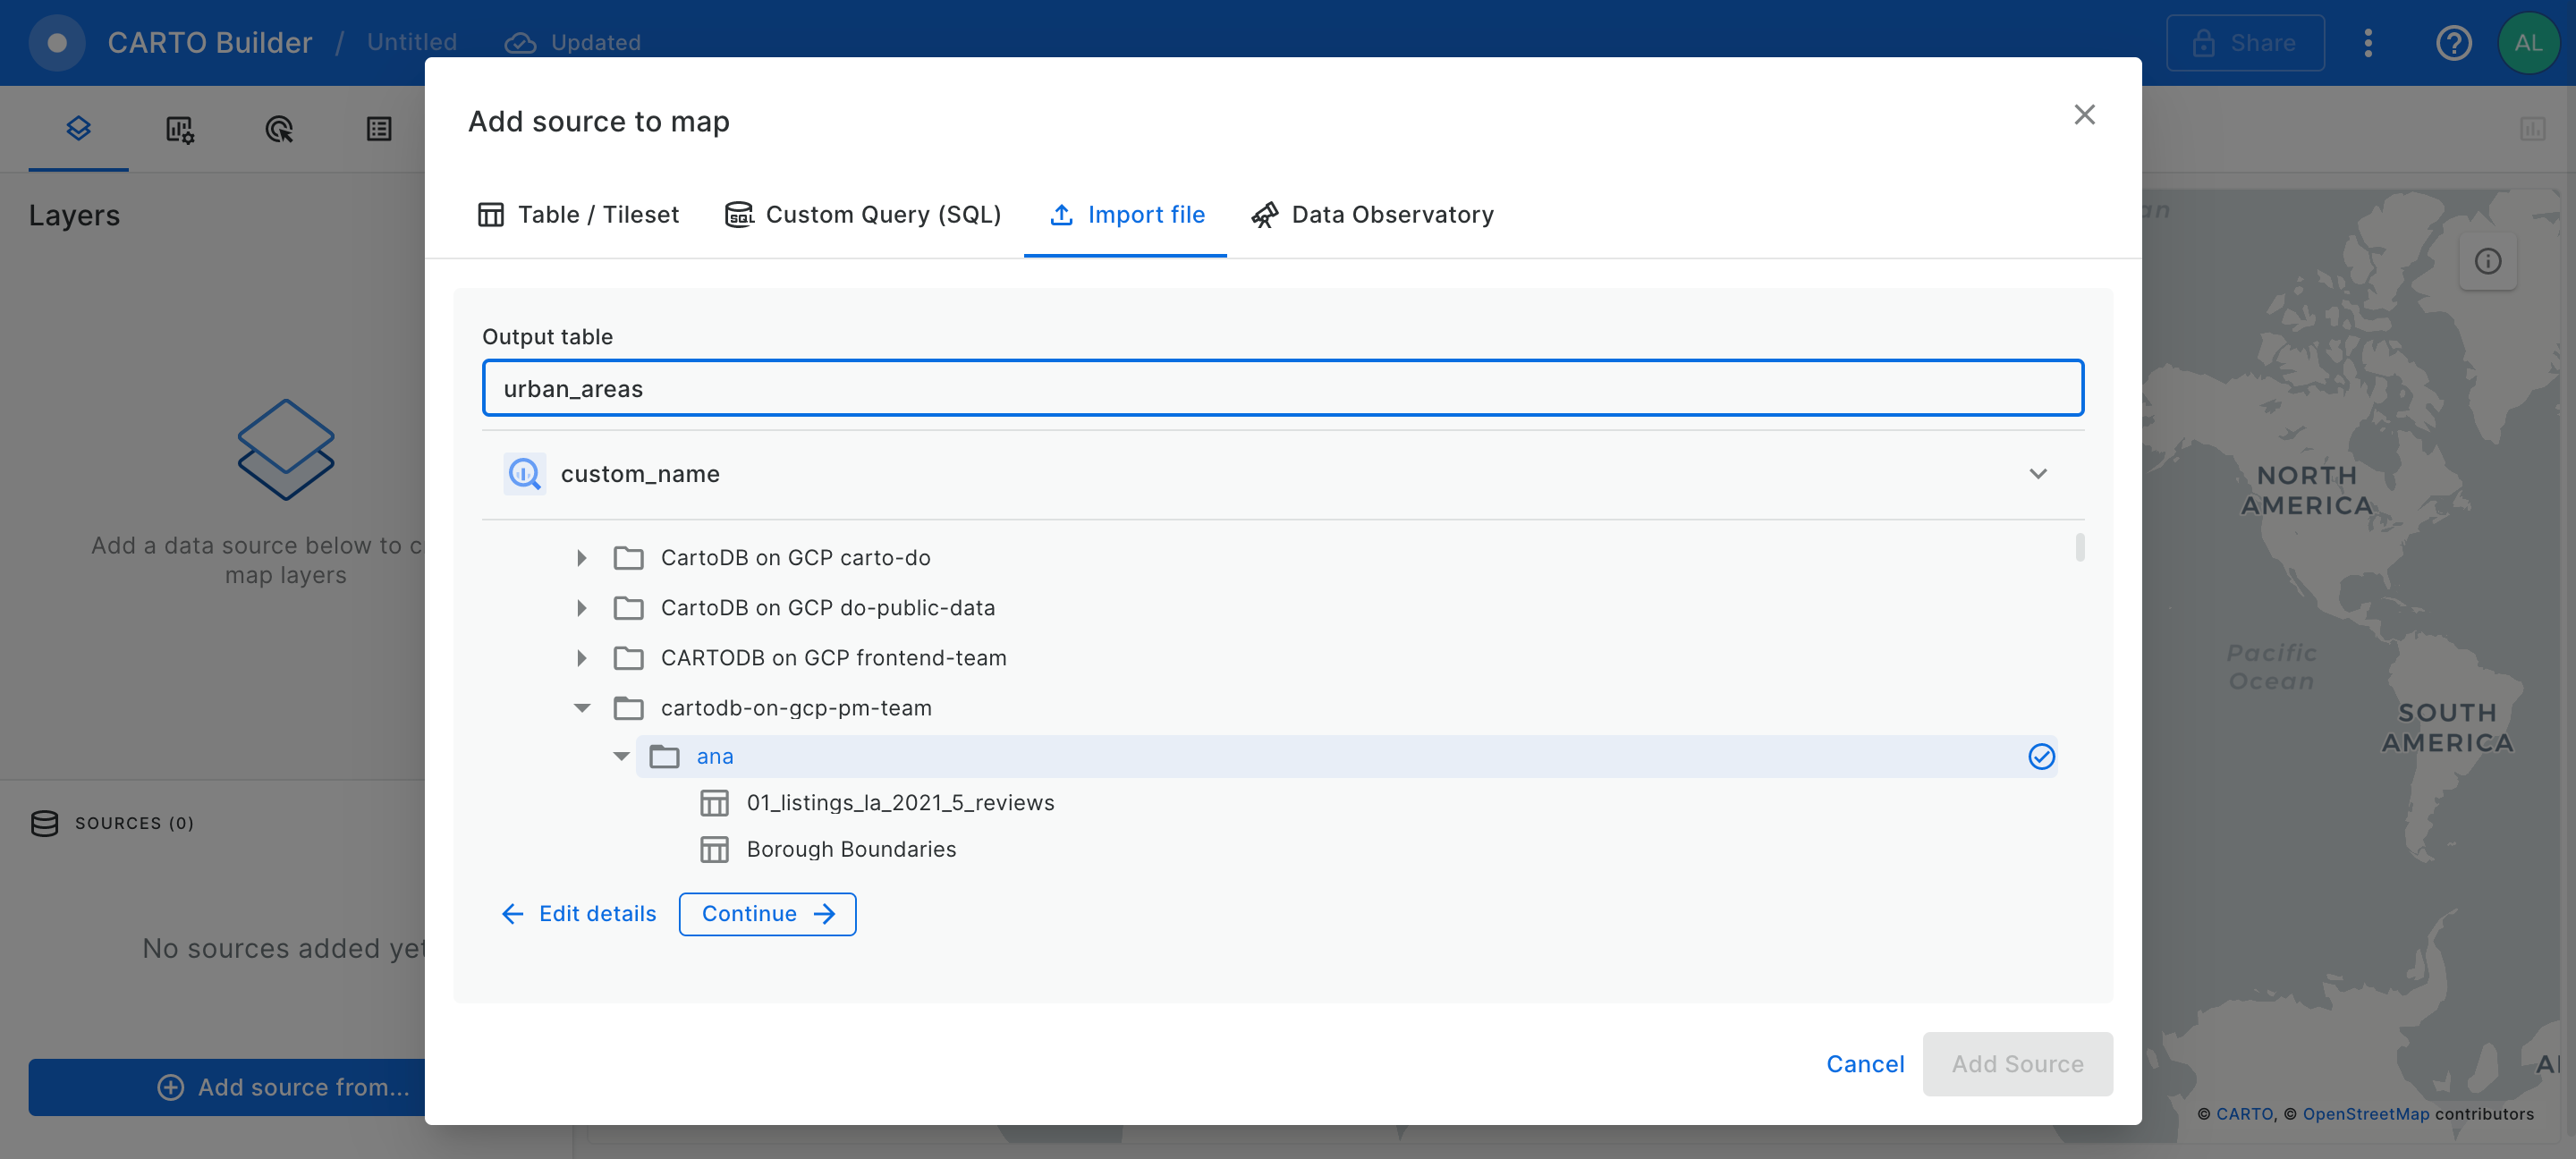 CARTO Builder / Untitled Updated
Share
AL
Add source to map
Table / Tileset
Custom Query (SQL)
Import file
Data Observatory
Layers
Add a data source below to c
map layers
SOURCES (0)
No sources added yet
Add source from...
Output table
urban_areas
custom_name
CartoDB on GCP carto-do
CartoDB on GCP do-public-data
CARTODB on GCP frontend-team
cartodb-on-gcp-pm-team
ana
01_listings_la_2021_5_reviews
Borough Boundaries
Edit details
Continue
Cancel
Add Source
an
NORTH
AMERICA
Pacific
Ocean
SOUTH
AMERICA
© CARTO, © OpenStreetMap contributors